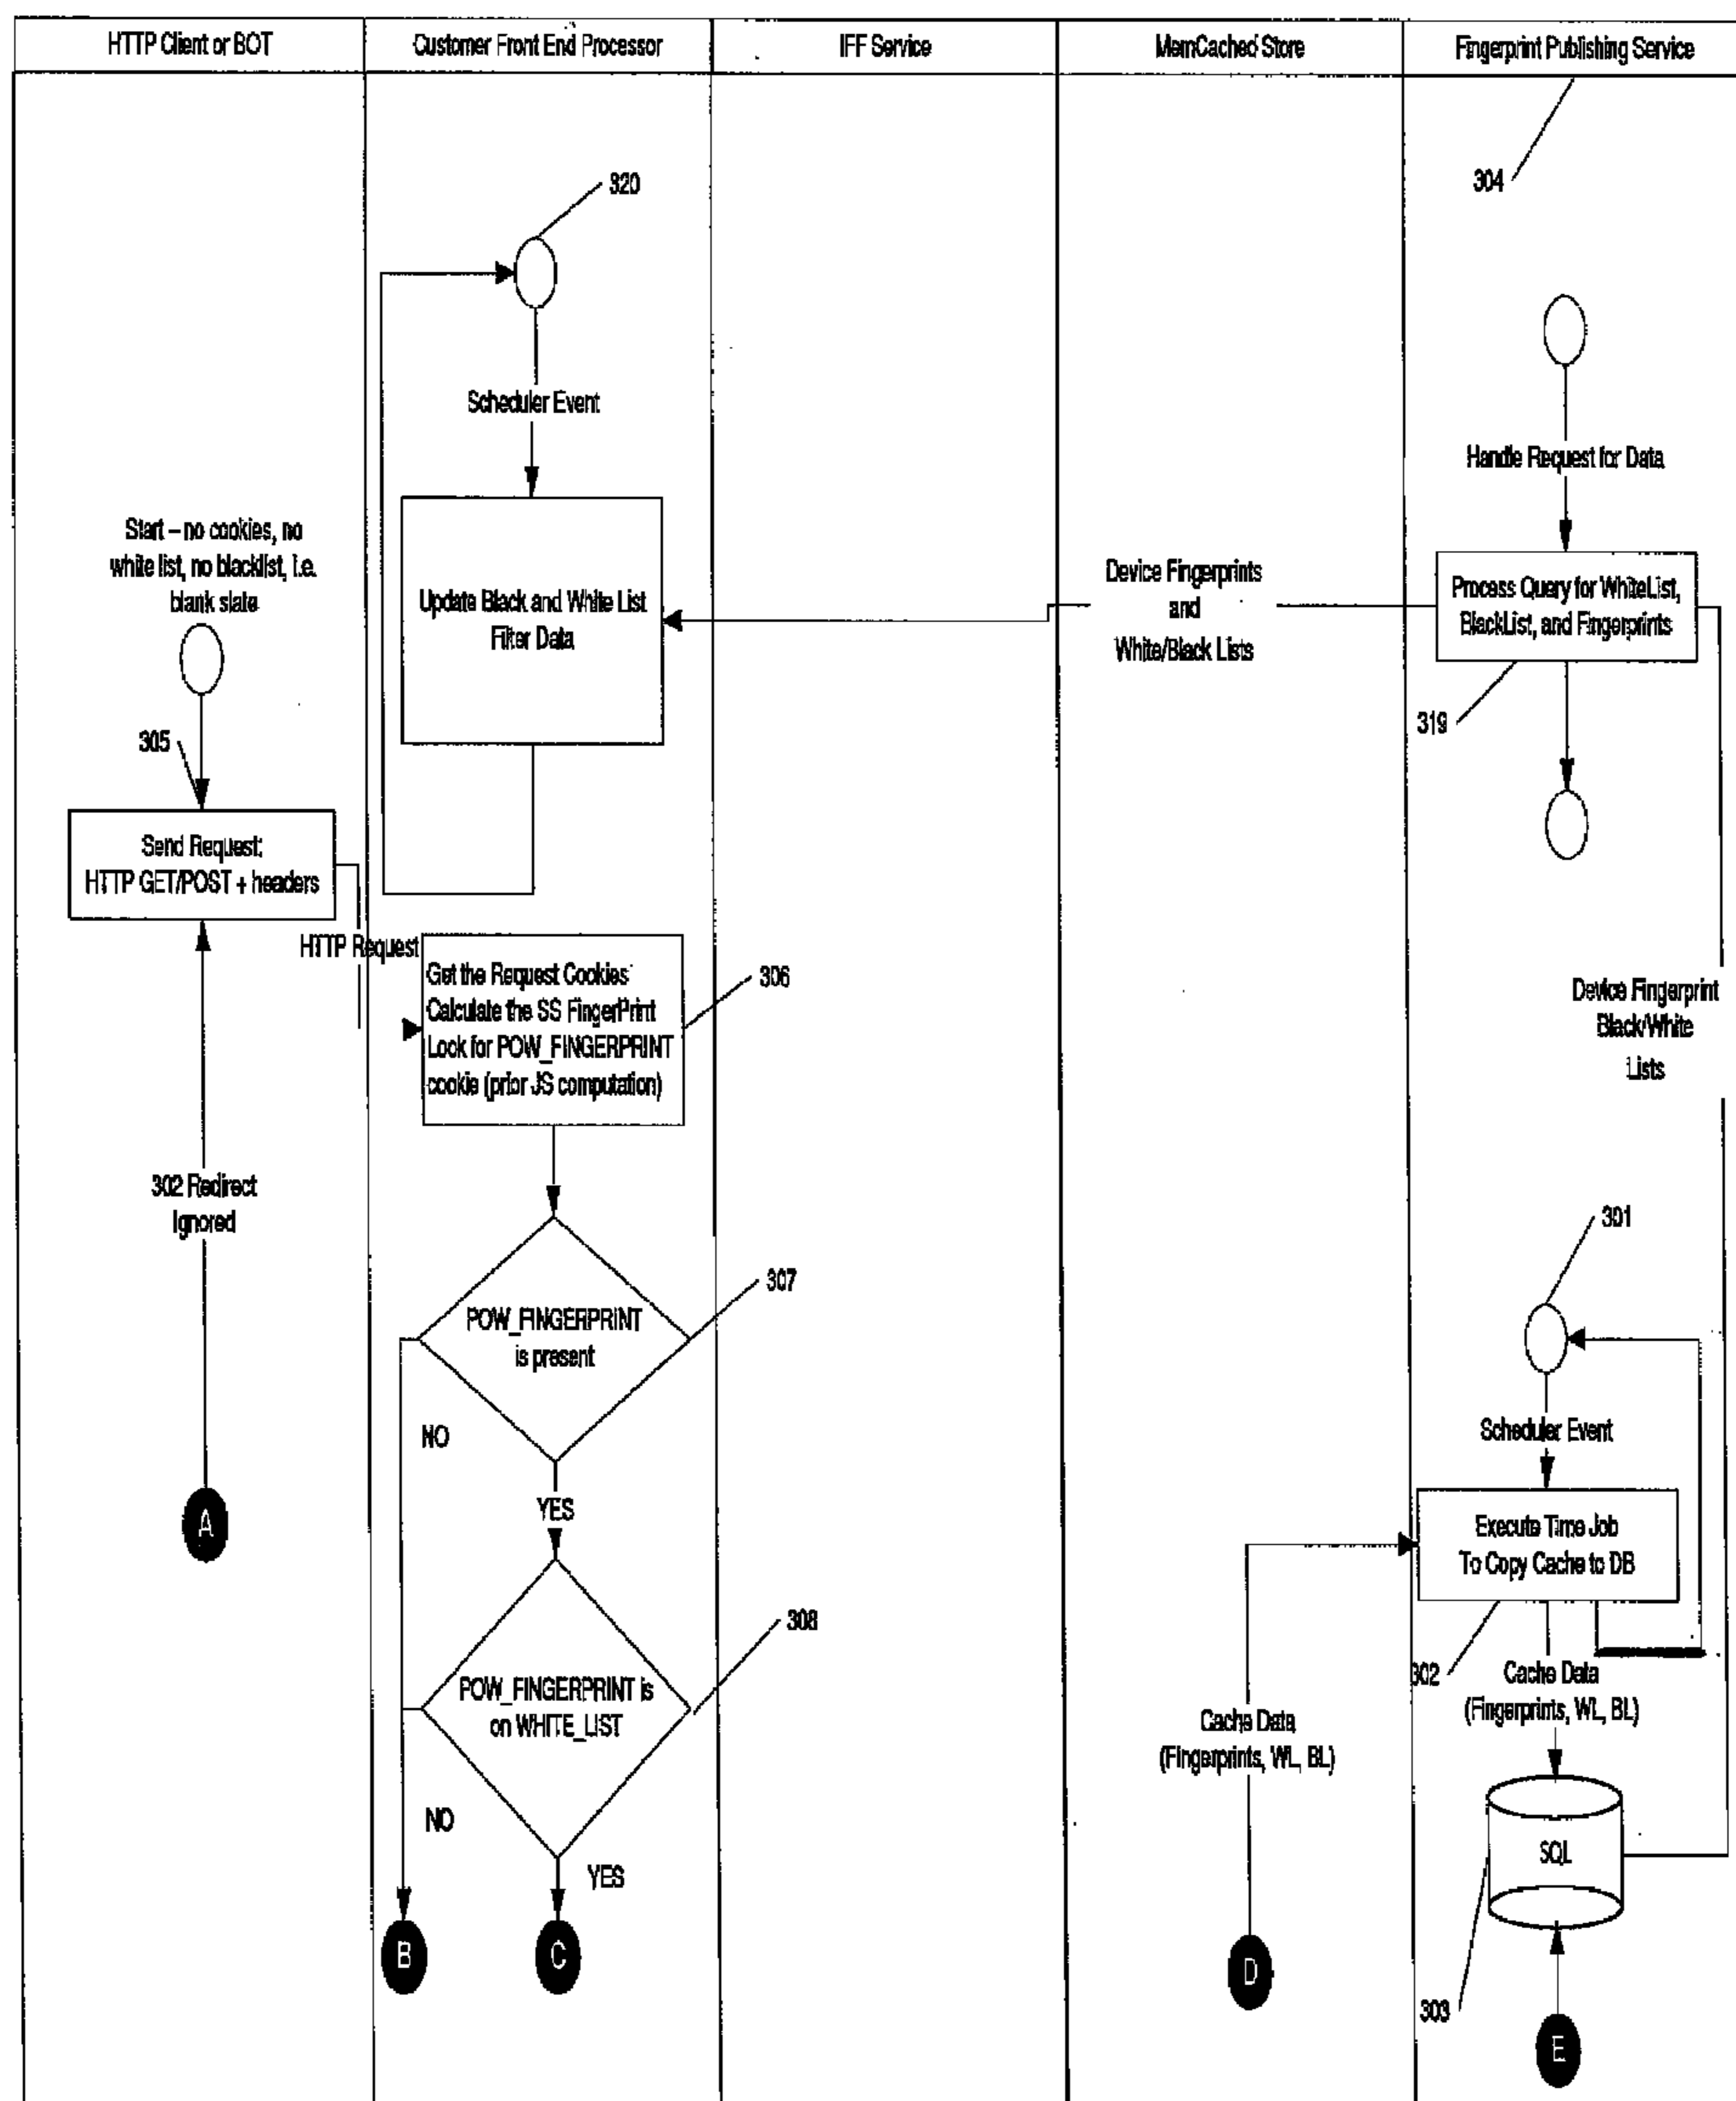 HTTP Client or BOT
Customer Front End Processor
IFF Service
MemCached Store
Fingerprint Publishing Service
304
320
Scheduler Event
Update Black and White List
Filter Data
Handle Request for Data
Process Query for WhiteList,
BlackList, and Fingerprints
319
Device Fingerprints
and
White/Black Lists
Start – no cookies, no
white list, no blacklist, i.e.
blank slate
305
Send Request:
HTTP GET/POST + headers
HTTP Request
Get the Request Cookies
Calculate the SS FingerPrint
Look for POW_FINGERPRINT
cookie (prior JS computation)
306
Device Fingerprint
Black/White
Lists
302 Redirect
Ignored
A
POW_FINGERPRINT
is present
307
NO
YES
POW_FINGERPRINT is
on WHITE_LIST
308
NO
YES
B
C
301
Scheduler Event
Execute Time Job
To Copy Cache to DB
302
Cache Data
(Fingerprints, WL, BL)
Cache Data
(Fingerprints, WL, BL)
D
SQL
303
E